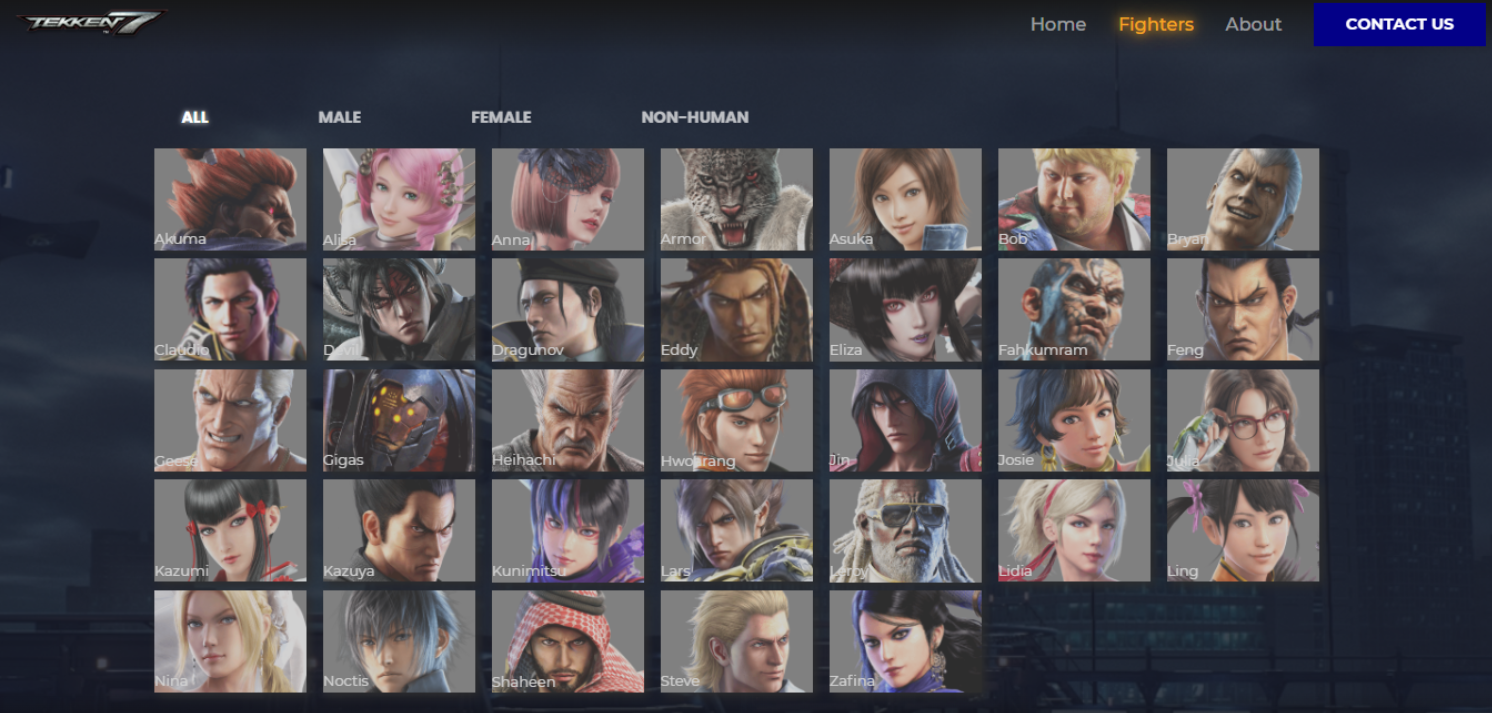 TEKKEN 7 Home Fighters About CONTACT US
ALL MALE FEMALE NON-HUMAN
Akuma Alisa Anna Armor Asuka Bob Bryan
Claudio Devil Dragunov Eddy Eliza Fahkumram Feng
Geese Gigas Heihachi Hwoarang Jin Josie Julia
Kazumi Kazuya Kunimitsu Lars Leroy Lidia Ling
Nina Noctis Shaheen Steve Zafina